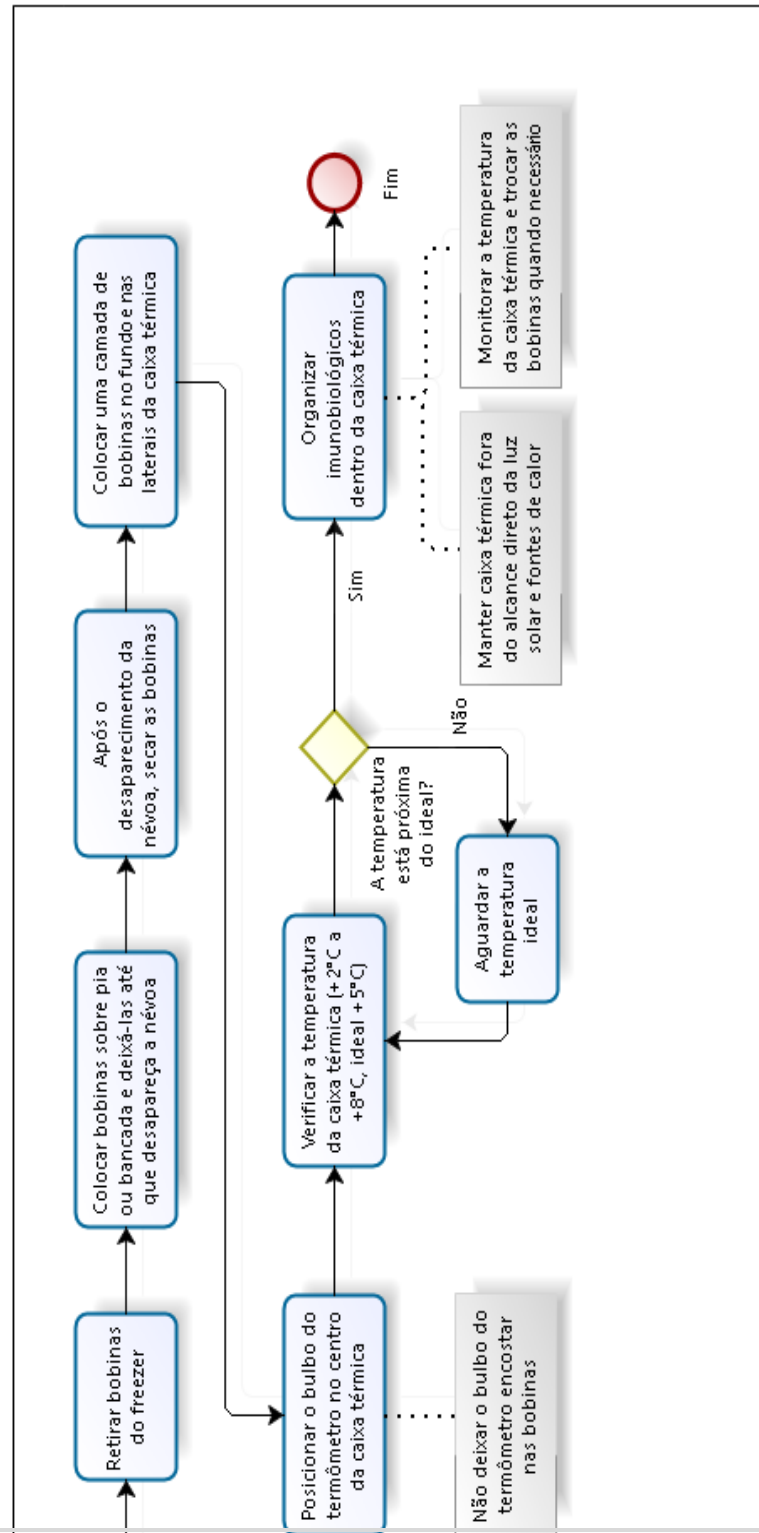 Retirar bobinas
do freezer
Colocar bobinas sobre pia
ou bancada e deixá-las até
que desapareça a névoa
Após o
desaparecimento da
névoa, secar as bobinas
Colocar uma camada de
bobinas no fundo e nas
laterais da caixa térmica
Posicionar o bulbo do
termômetro no centro
da caixa térmica
Não deixar o bulbo do
termômetro encostar
nas bobinas
Verificar a temperatura
da caixa térmica (+2°C a
+8°C, ideal +5°C)
A temperatura
está próxima
do ideal?
Não
Aguardar a
temperatura
ideal
Sim
Organizar
imunobiológicos
dentro da caixa térmica
Manter caixa térmica fora
do alcance direto da luz
solar e fontes de calor
Monitorar a temperatura
da caixa térmica e trocar as
bobinas quando necessário
Fim